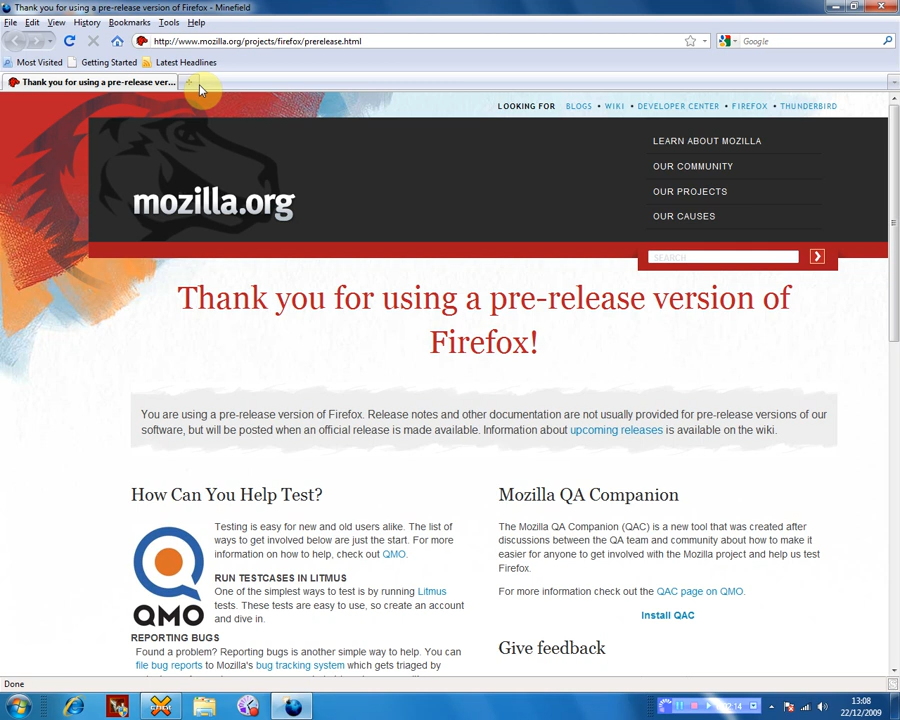 Thank you for using a pre-release version of Firefox - Minefield
File Edit View History Bookmarks Tools Help
http://www.mozilla.org/projects/firefox/prerelease.html
Google
Most Visited Getting Started Latest Headlines
Thank you for using a pre-release ver...
LOOKING FOR BLOGS • WIKI • DEVELOPER CENTER • FIREFOX • THUNDERBIRD
LEARN ABOUT MOZILLA
OUR COMMUNITY
OUR PROJECTS
OUR CAUSES
mozilla.org
SEARCH
Thank you for using a pre-release version of
Firefox!
You are using a pre-release version of Firefox. Release notes and other documentation are not usually provided for pre-release versions of our
software, but will be posted when an official release is made available. Information about upcoming releases is available on the wiki.
How Can You Help Test?
Testing is easy for new and old users alike. The list of
ways to get involved below are just the start. For more
information on how to help, check out QMO.
RUN TESTCASES IN LITMUS
One of the simplest ways to test is by running Litmus
tests. These tests are easy to use, so create an account
and dive in.
QMO
REPORTING BUGS
Found a problem? Reporting bugs is another simple way to help. You can
file bug reports to Mozilla's bug tracking system which gets triaged by
Mozilla QA Companion
The Mozilla QA Companion (QAC) is a new tool that was created after
discussions between the QA team and community about how to make it
easier for anyone to get involved with the Mozilla project and help us test
Firefox.
For more information check out the QAC page on QMO.
Install QAC
Give feedback
Done
13:08
22/12/2009